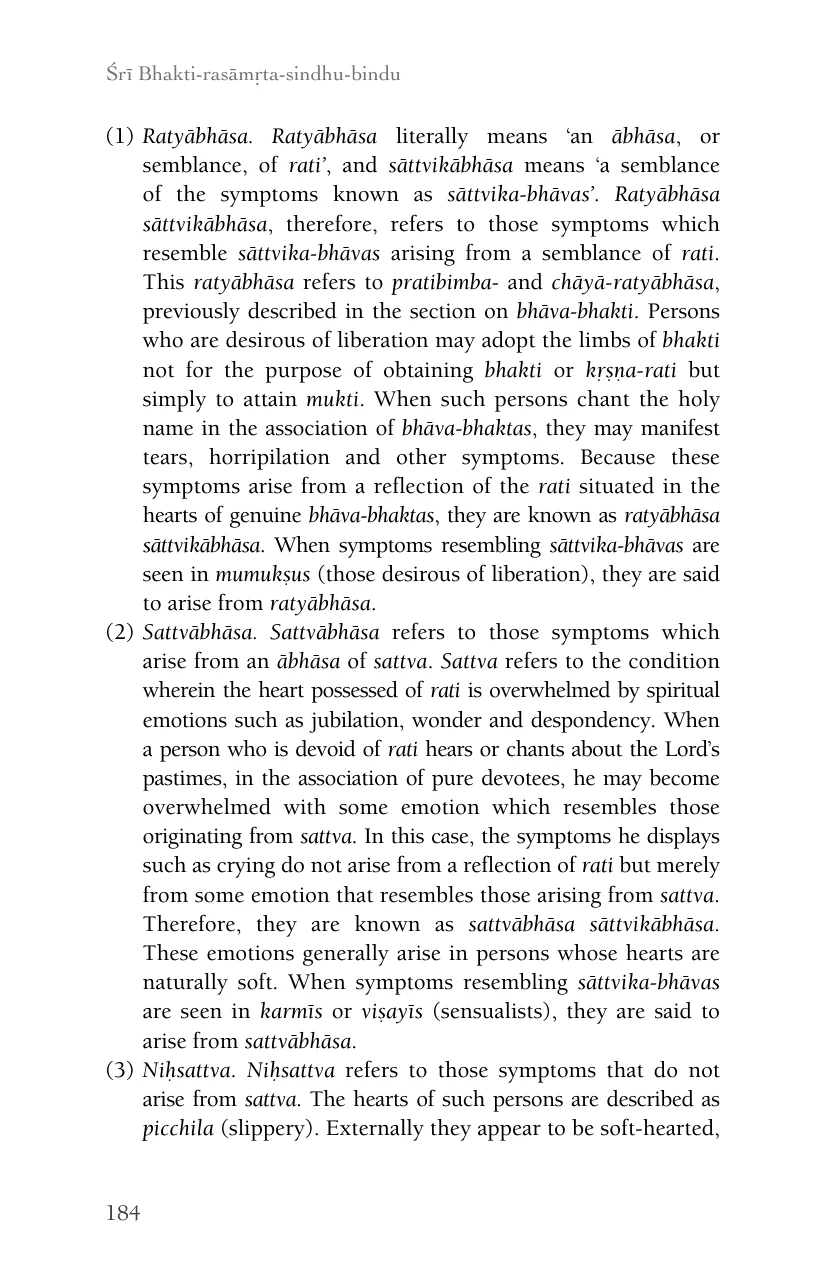 Śrī Bhakti-rasāmṛta-sindhu-bindu
(1) Ratyābhāsa. Ratyābhāsa literally means ‘an ābhāsa, or
semblance, of rati’, and sāttvikābhāsa means ‘a semblance
of the symptoms known as sāttvika-bhāvas’. Ratyābhāsa
sāttvikābhāsa, therefore, refers to those symptoms which
resemble sāttvika-bhāvas arising from a semblance of rati.
This ratyābhāsa refers to pratibimba- and chāyā-ratyābhāsa,
previously described in the section on bhāva-bhakti. Persons
who are desirous of liberation may adopt the limbs of bhakti
not for the purpose of obtaining bhakti or kṛṣṇa-rati but
simply to attain mukti. When such persons chant the holy
name in the association of bhāva-bhaktas, they may manifest
tears, horripilation and other symptoms. Because these
symptoms arise from a reflection of the rati situated in the
hearts of genuine bhāva-bhaktas, they are known as ratyābhāsa
sāttvikābhāsa. When symptoms resembling sāttvika-bhāvas are
seen in mumukṣus (those desirous of liberation), they are said
to arise from ratyābhāsa.
(2) Sattvābhāsa. Sattvābhāsa refers to those symptoms which
arise from an ābhāsa of sattva. Sattva refers to the condition
wherein the heart possessed of rati is overwhelmed by spiritual
emotions such as jubilation, wonder and despondency. When
a person who is devoid of rati hears or chants about the Lord’s
pastimes, in the association of pure devotees, he may become
overwhelmed with some emotion which resembles those
originating from sattva. In this case, the symptoms he displays
such as crying do not arise from a reflection of rati but merely
from some emotion that resembles those arising from sattva.
Therefore, they are known as sattvābhāsa sāttvikābhāsa.
These emotions generally arise in persons whose hearts are
naturally soft. When symptoms resembling sāttvika-bhāvas
are seen in karmīs or viṣayīs (sensualists), they are said to
arise from sattvābhāsa.
(3) Niḥsattva. Niḥsattva refers to those symptoms that do not
arise from sattva. The hearts of such persons are described as
picchila (slippery). Externally they appear to be soft-hearted,
184